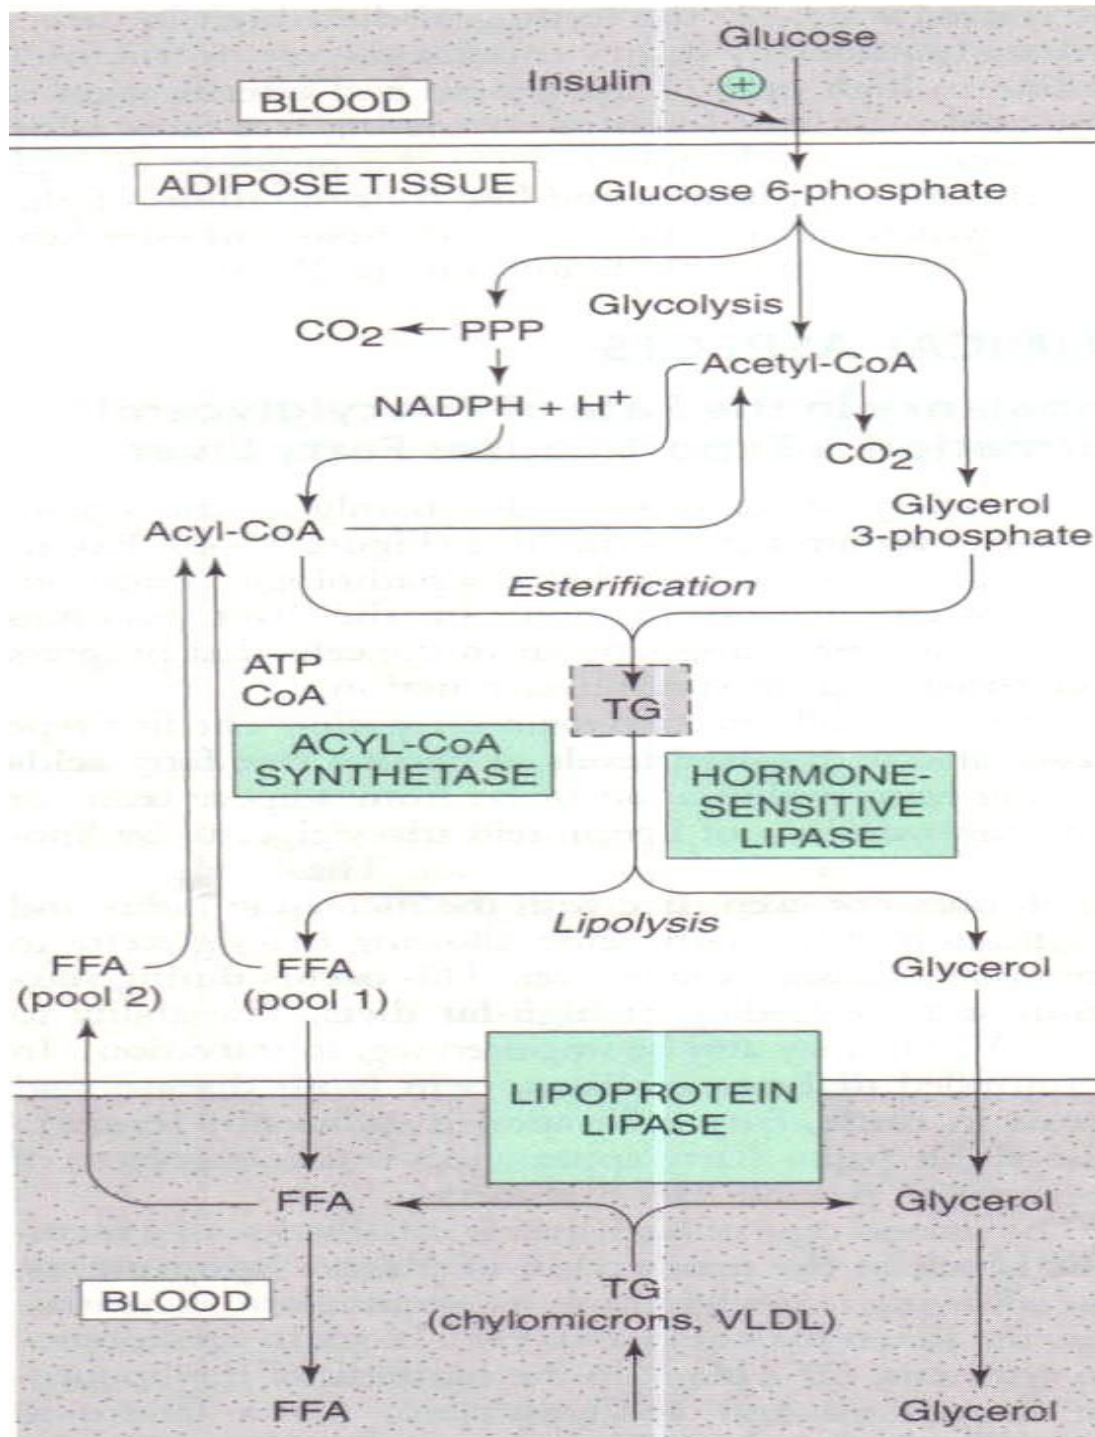 Glucose
Insulin
+
BLOOD
ADIPOSE TISSUE
Glucose 6-phosphate
Glycolysis
CO2
PPP
Acetyl-CoA
NADPH + H+
CO2
Acyl-CoA
Glycerol
3-phosphate
Esterification
ATP
CoA
TG
ACYL-CoA
SYNTHETASE
HORMONE-
SENSITIVE
LIPASE
Lipolysis
FFA
(pool 2)
FFA
(pool 1)
Glycerol
LIPOPROTEIN
LIPASE
FFA
Glycerol
BLOOD
TG
(chylomicrons, VLDL)
FFA
Glycerol